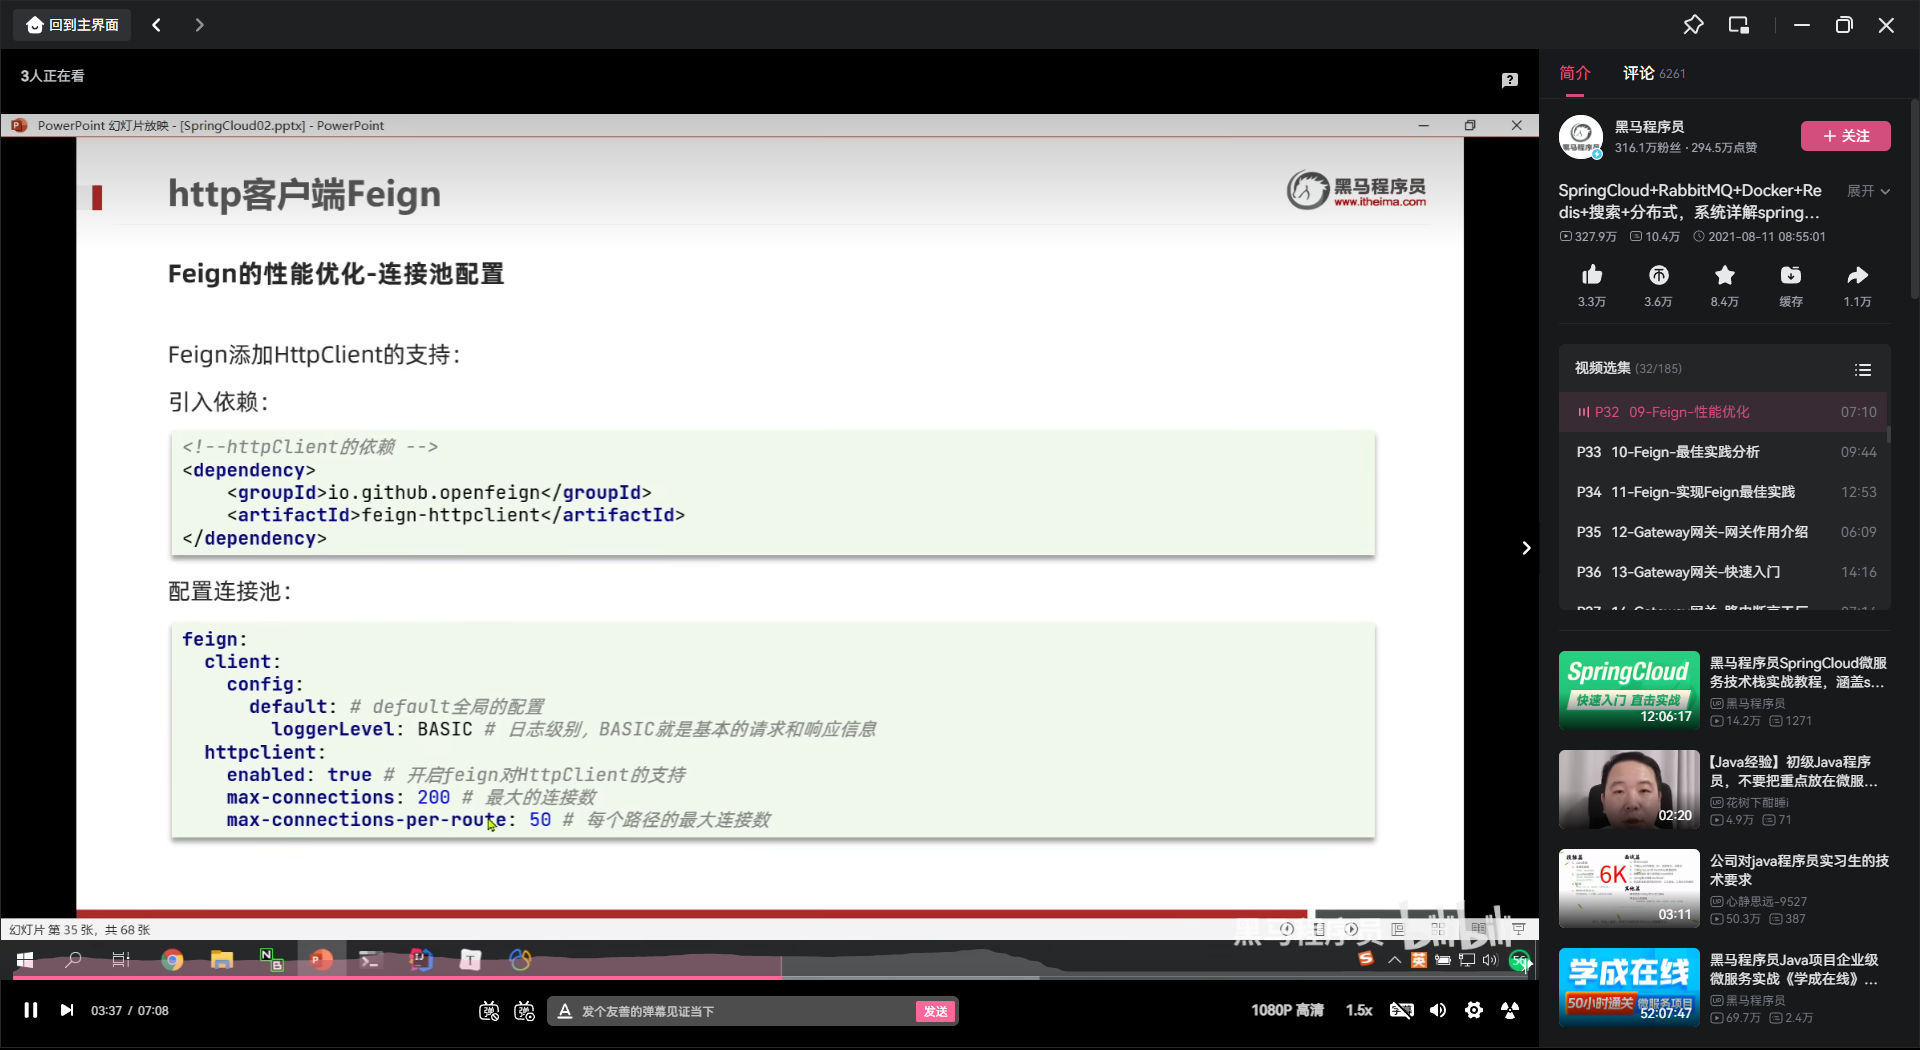 回到主界面
3人正在看
PowerPoint 幻灯片放映 - [SpringCloud02.pptx] - PowerPoint
http客户端Feign
黑马程序员
www.itheima.com
Feign的性能优化-连接池配置
Feign添加HttpClient的支持：
引入依赖：
<!--httpClient的依赖 -->
<dependency>
    <groupId>io.github.openfeign</groupId>
    <artifactId>feign-httpclient</artifactId>
</dependency>
配置连接池：
feign:
  client:
    config:
      default: # default全局的配置
        loggerLevel: BASIC # 日志级别，BASIC就是基本的请求和响应信息
  httpclient:
    enabled: true # 开启feign对HttpClient的支持
    max-connections: 200 # 最大的连接数
    max-connections-per-route: 50 # 每个路径的最大连接数
幻灯片 第 35 张，共 68 张
黑马程序员 bilibili
英
56
03:37 / 07:08
发个友善的弹幕见证当下
发送
1080P 高清
1.5x
简介
评论 6261
黑马程序员
316.1万粉丝 · 294.5万点赞
+ 关注
SpringCloud+RabbitMQ+Docker+Re
dis+搜索+分布式，系统详解spring...
展开
327.9万 10.4万 2021-08-11 08:55:01
3.3万 3.6万 8.4万 缓存 1.1万
视频选集 (32/185)
P32 09-Feign-性能优化 07:10
P33 10-Feign-最佳实践分析 09:44
P34 11-Feign-实现Feign最佳实践 12:53
P35 12-Gateway网关-网关作用介绍 06:09
P36 13-Gateway网关-快速入门 14:16
SpringCloud
快速入门 直击实战
12:06:17
黑马程序员SpringCloud微服
务技术栈实战教程，涵盖s...
黑马程序员
14.2万 1271
02:20
【Java经验】初级Java程序
员，不要把重点放在微服...
花树下酣睡i
4.9万 71
6K
03:11
公司对java程序员实习生的技
术要求
心静思远-9527
50.3万 387
学成在线
50小时通关 微服务项目
52:07:47
黑马程序员Java项目企业级
微服务实战《学成在线》...
黑马程序员
69.7万 2.4万